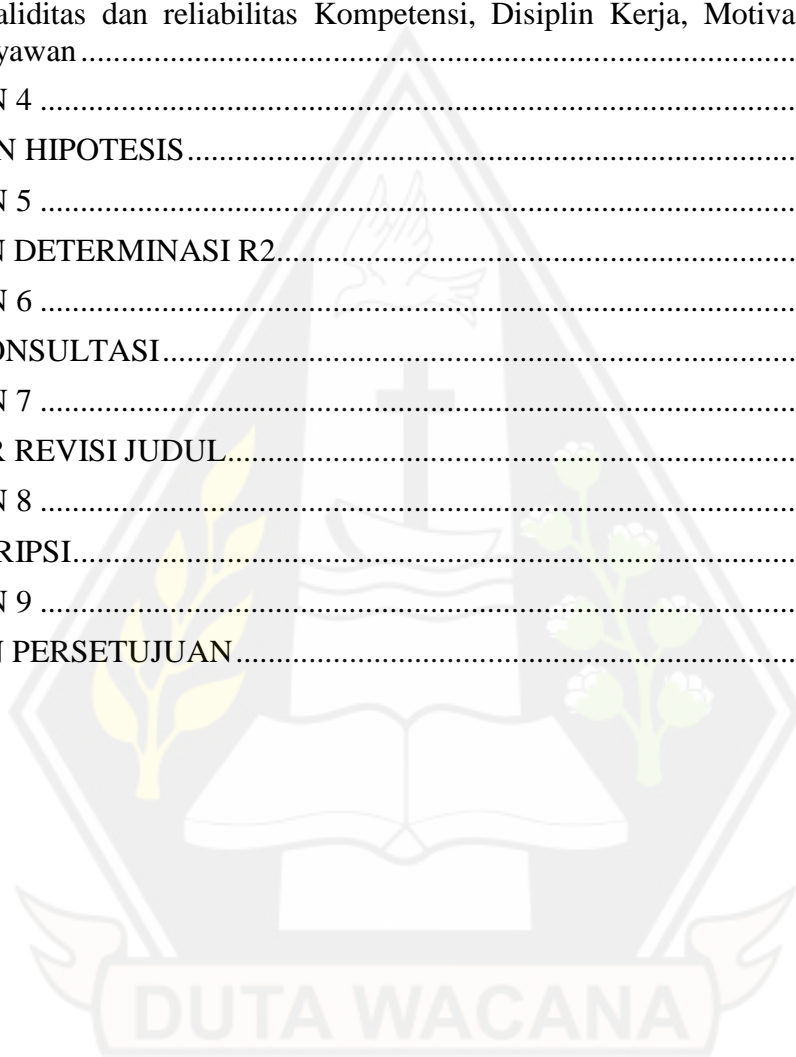 aliditas dan reliabilitas Kompetensi, Disiplin Kerja, Motiva
yawan.......................................................................................
N 4 ............................................................................................
N HIPOTESIS............................................................................
N 5 ............................................................................................
N DETERMINASI R2.................................................................
N 6 ............................................................................................
ONSULTASI...............................................................................
N 7 ............................................................................................
R REVISI JUDUL.......................................................................
N 8 ............................................................................................
RIPSI..........................................................................................
N 9 ............................................................................................
N PERSETUJUAN......................................................................
DUTA WACANA